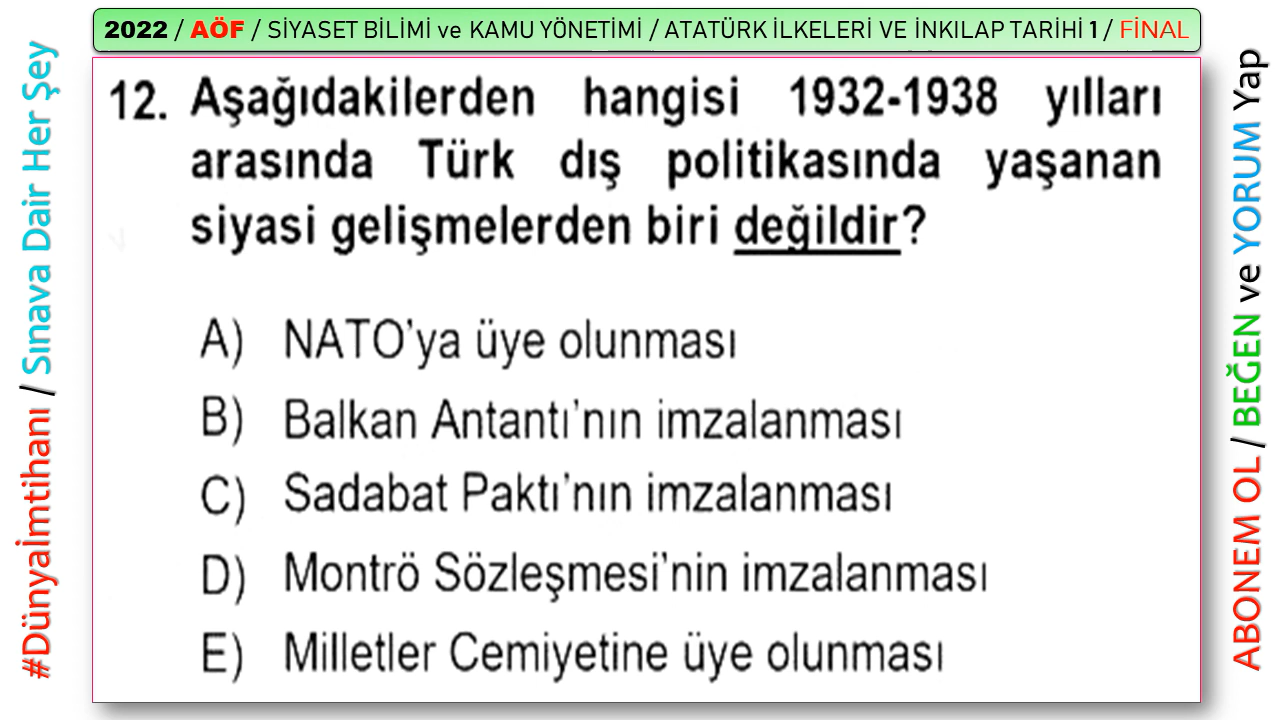 2022 / AÖF / SİYASET BİLİMİ ve KAMU YÖNETİMİ / ATATÜRK İLKELERİ VE İNKILAP TARİHİ 1 / FİNAL
#Dünyaİmtihanı / Sınava Dair Her Şey
12. Aşağıdakilerden hangisi 1932-1938 yılları
arasında Türk dış politikasında yaşanan
siyasi gelişmelerden biri değildir?
A) NATO'ya üye olunması
B) Balkan Antantı'nın imzalanması
C) Sadabat Paktı'nın imzalanması
D) Montrö Sözleşmesi'nin imzalanması
E) Milletler Cemiyetine üye olunması
ABONEM OL / BEĞEN ve YORUM Yap